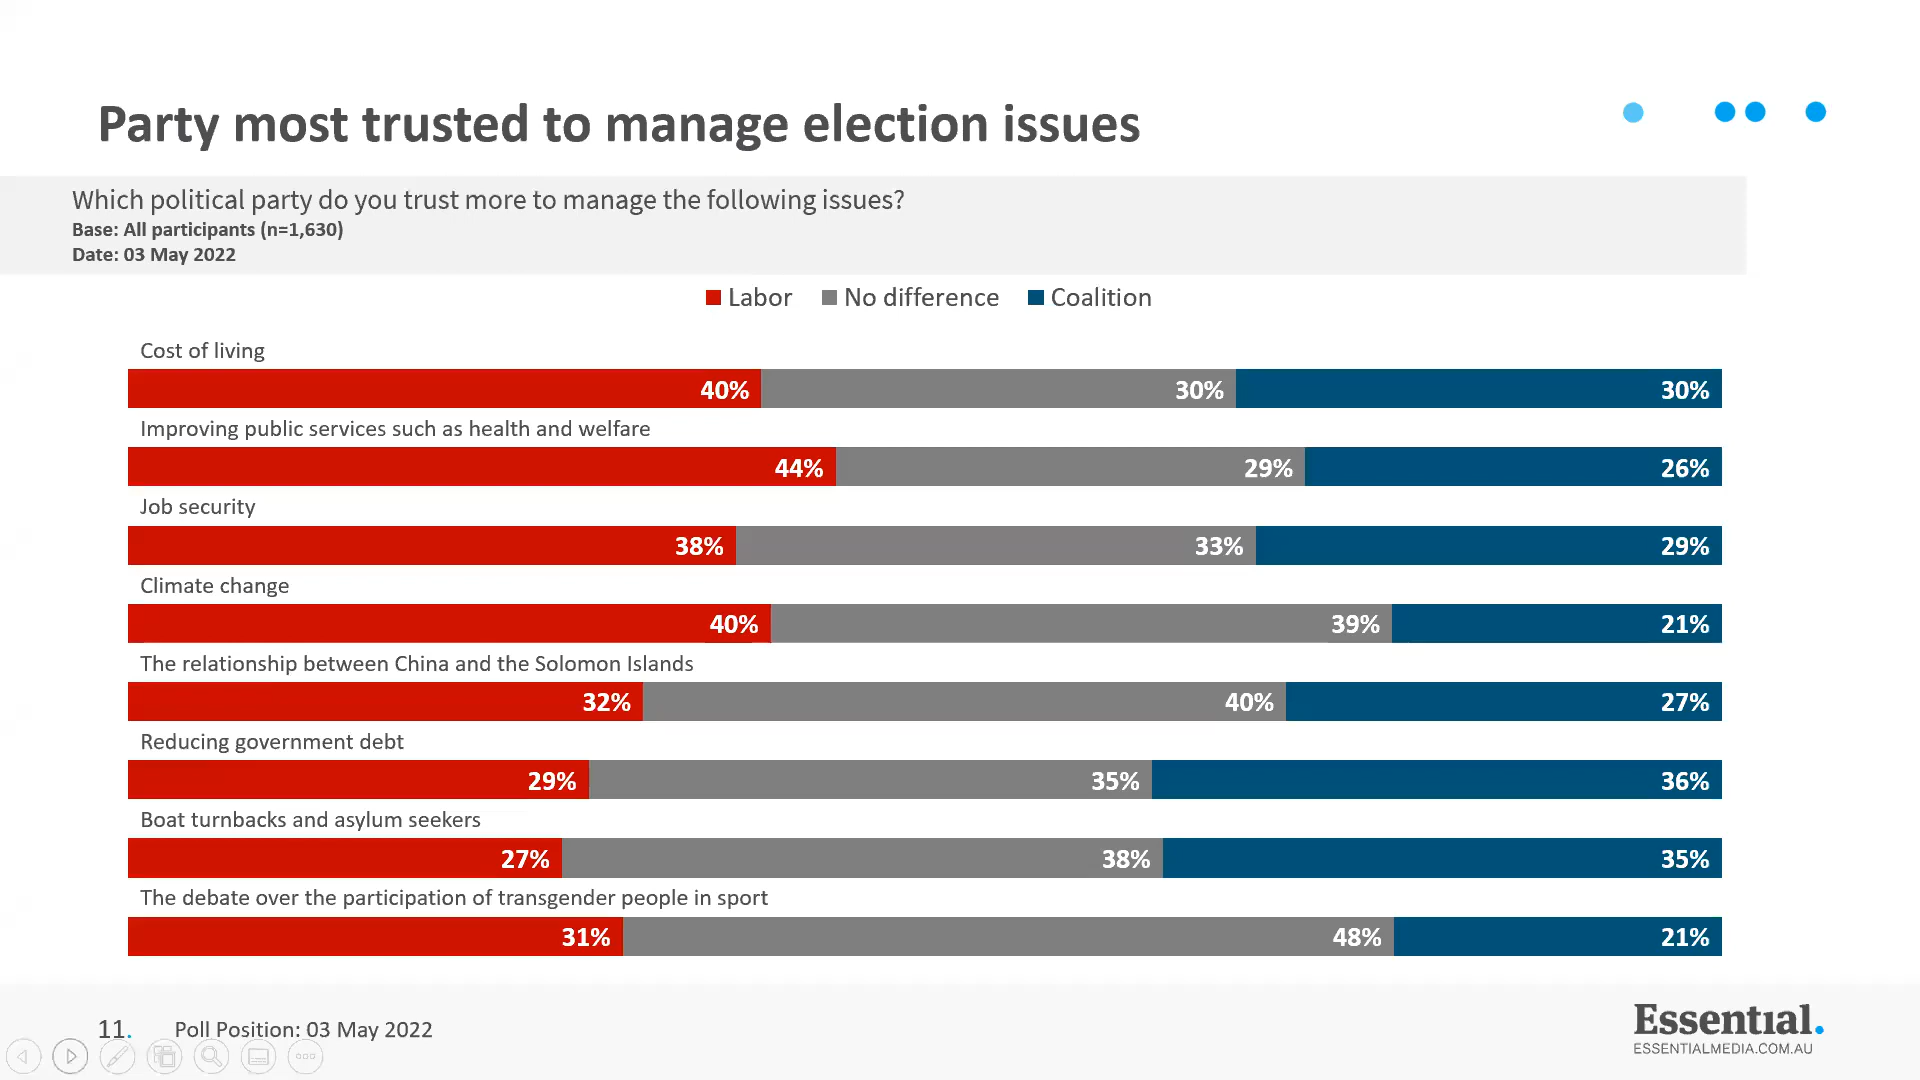 Party most trusted to manage election issues
Which political party do you trust more to manage the following issues?
Base: All participants (n=1,630)
Date: 03 May 2022
Labor No difference Coalition
Cost of living
40% 30% 30%
Improving public services such as health and welfare
44% 29% 26%
Job security
38% 33% 29%
Climate change
40% 39% 21%
The relationship between China and the Solomon Islands
32% 40% 27%
Reducing government debt
29% 35% 36%
Boat turnbacks and asylum seekers
27% 38% 35%
The debate over the participation of transgender people in sport
31% 48% 21%
11. Poll Position: 03 May 2022
Essential.
ESSENTIALMEDIA.COM.AU